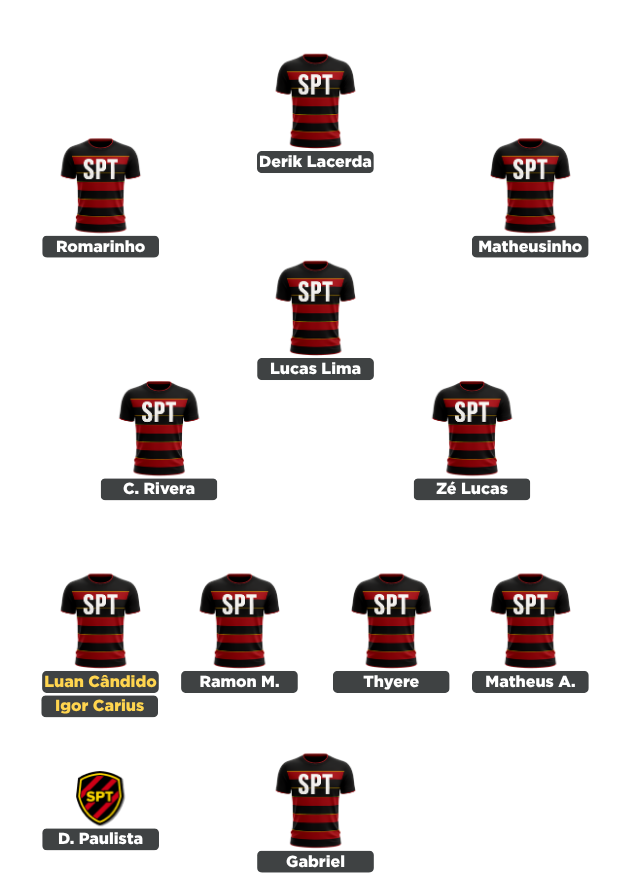 SPT
Derik Lacerda
SPT
Romarinho
SPT
Matheusinho
SPT
Lucas Lima
SPT
C. Rivera
SPT
Zé Lucas
SPT
Luan Cândido
Igor Carius
SPT
Ramon M.
SPT
Thyere
SPT
Matheus A.
SPT
D. Paulista
SPT
Gabriel